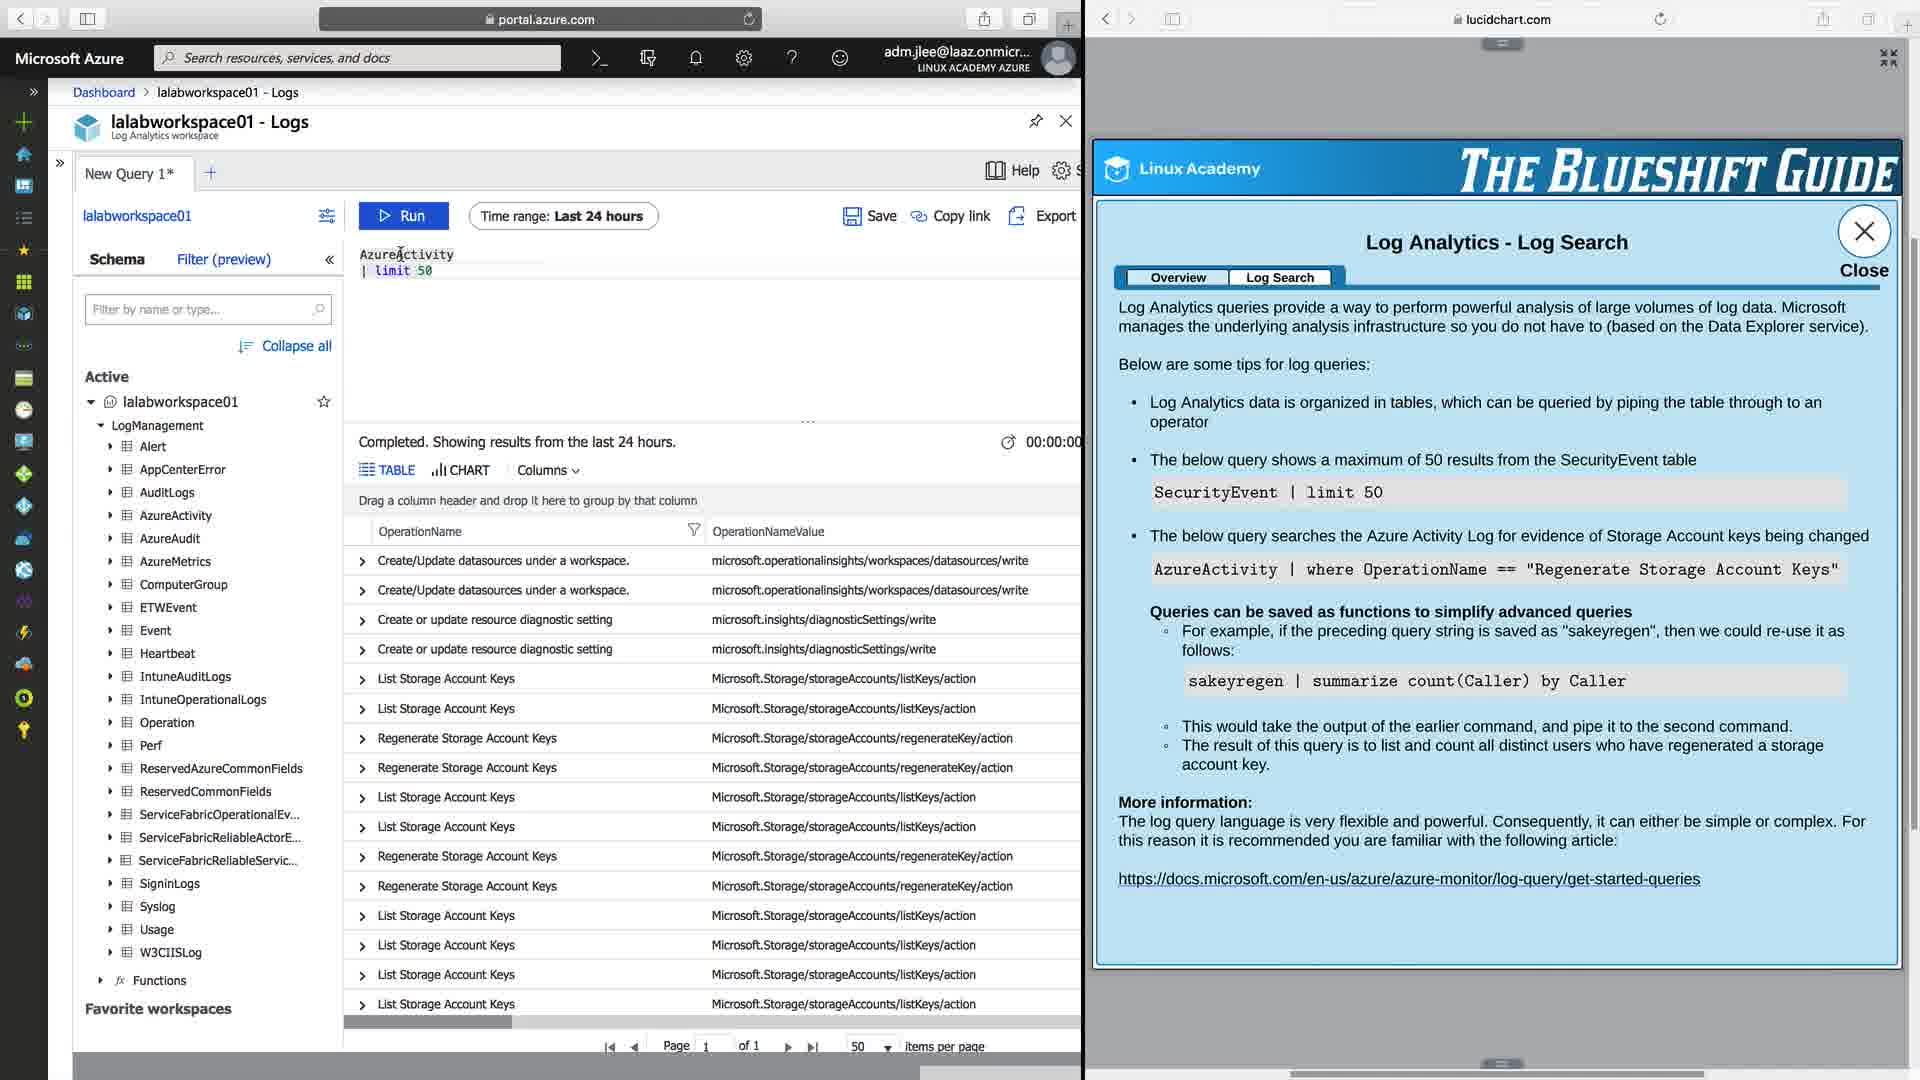 portal.azure.com
Microsoft Azure
Search resources, services, and docs
adm.jlee@laaz.onmicr...
LINUX ACADEMY AZURE
Dashboard > lalabworkspace01 - Logs
lalabworkspace01 - Logs
Log Analytics workspace
New Query 1*
Help
S
lalabworkspace01
Run
Time range: Last 24 hours
Save
Copy link
Export
Schema
Filter (preview)
AzureActivity
| limit 50
Filter by name or type...
Collapse all
Active
lalabworkspace01
LogManagement
Alert
AppCenterError
AuditLogs
AzureActivity
AzureAudit
AzureMetrics
ComputerGroup
ETWEvent
Event
Heartbeat
IntuneAuditLogs
IntuneOperationalLogs
Operation
Perf
ReservedAzureCommonFields
ReservedCommonFields
ServiceFabricOperationalEv...
ServiceFabricReliableActorE...
ServiceFabricReliableServic...
SigninLogs
Syslog
Usage
W3CIISLog
fx Functions
Favorite workspaces
Completed. Showing results from the last 24 hours.
00:00:00
TABLE
CHART
Columns
Drag a column header and drop it here to group by that column
OperationName OperationNameValue
Create/Update datasources under a workspace. microsoft.operationalinsights/workspaces/datasources/write
Create/Update datasources under a workspace. microsoft.operationalinsights/workspaces/datasources/write
Create or update resource diagnostic setting microsoft.insights/diagnosticSettings/write
Create or update resource diagnostic setting microsoft.insights/diagnosticSettings/write
List Storage Account Keys Microsoft.Storage/storageAccounts/listKeys/action
List Storage Account Keys Microsoft.Storage/storageAccounts/listKeys/action
Regenerate Storage Account Keys Microsoft.Storage/storageAccounts/regenerateKey/action
Regenerate Storage Account Keys Microsoft.Storage/storageAccounts/regenerateKey/action
List Storage Account Keys Microsoft.Storage/storageAccounts/listKeys/action
List Storage Account Keys Microsoft.Storage/storageAccounts/listKeys/action
Regenerate Storage Account Keys Microsoft.Storage/storageAccounts/regenerateKey/action
Regenerate Storage Account Keys Microsoft.Storage/storageAccounts/regenerateKey/action
List Storage Account Keys Microsoft.Storage/storageAccounts/listKeys/action
List Storage Account Keys Microsoft.Storage/storageAccounts/listKeys/action
List Storage Account Keys Microsoft.Storage/storageAccounts/listKeys/action
List Storage Account Keys Microsoft.Storage/storageAccounts/listKeys/action
Page 1 of 1 50 items per page
lucidchart.com
Linux Academy
THE BLUESHIFT GUIDE
Log Analytics - Log Search
Close
Overview
Log Search
Log Analytics queries provide a way to perform powerful analysis of large volumes of log data. Microsoft
manages the underlying analysis infrastructure so you do not have to (based on the Data Explorer service).
Below are some tips for log queries:
• Log Analytics data is organized in tables, which can be queried by piping the table through to an
operator
• The below query shows a maximum of 50 results from the SecurityEvent table
SecurityEvent | limit 50
• The below query searches the Azure Activity Log for evidence of Storage Account keys being changed
AzureActivity | where OperationName == "Regenerate Storage Account Keys"
Queries can be saved as functions to simplify advanced queries
◦ For example, if the preceding query string is saved as "sakeyregen", then we could re-use it as
follows:
sakeyregen | summarize count(Caller) by Caller
◦ This would take the output of the earlier command, and pipe it to the second command.
◦ The result of this query is to list and count all distinct users who have regenerated a storage
account key.
More information:
The log query language is very flexible and powerful. Consequently, it can either be simple or complex. For
this reason it is recommended you are familiar with the following article:
https://docs.microsoft.com/en-us/azure/azure-monitor/log-query/get-started-queries